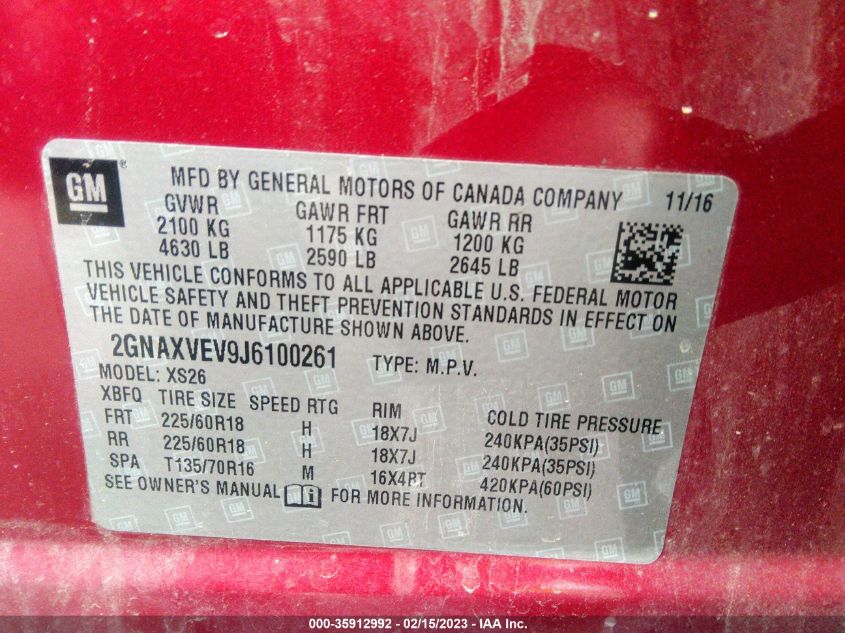 GM®
MFD BY GENERAL MOTORS OF CANADA COMPANY 11/16
GVWR GAWR FRT GAWR RR
2100 KG 1175 KG 1200 KG
4630 LB 2590 LB 2645 LB
THIS VEHICLE CONFORMS TO ALL APPLICABLE U.S. FEDERAL MOTOR
VEHICLE SAFETY AND THEFT PREVENTION STANDARDS IN EFFECT ON
THE DATE OF MANUFACTURE SHOWN ABOVE.
2GNAXVEV9J6100261 TYPE: M.P.V.
MODEL: XS26
XBFQ TIRE SIZE SPEED RTG RIM COLD TIRE PRESSURE
FRT 225/60R18 H 18X7J 240KPA(35PSI)
RR 225/60R18 H 18X7J 240KPA(35PSI)
SPA T135/70R16 M 16X4BT 420KPA(60PSI)
SEE OWNER'S MANUAL FOR MORE INFORMATION.
000-35912992 - 02/15/2023 - IAA Inc.